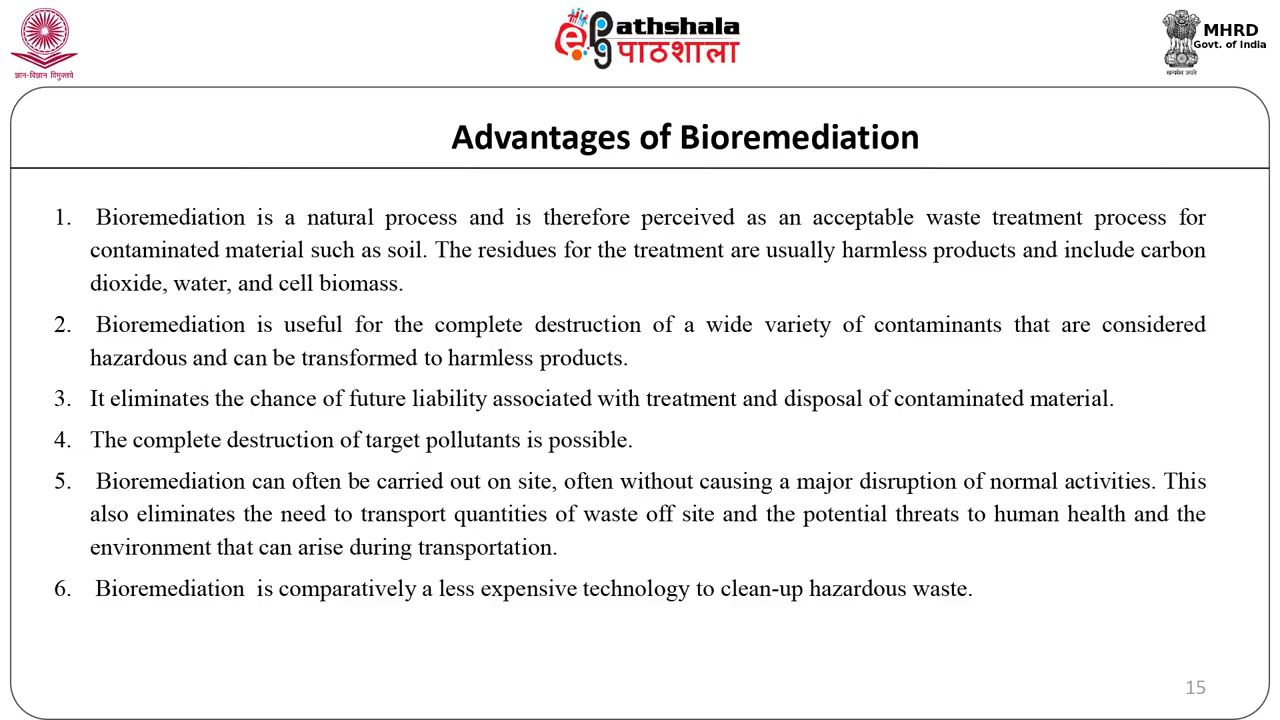 ज्ञान-विज्ञान विमुक्तये
ePathshala
पाठशाला
MHRD
Govt. of India
सत्यमेव जयते
Advantages of Bioremediation
1. Bioremediation is a natural process and is therefore perceived as an acceptable waste treatment process for
contaminated material such as soil. The residues for the treatment are usually harmless products and include carbon
dioxide, water, and cell biomass.
2. Bioremediation is useful for the complete destruction of a wide variety of contaminants that are considered
hazardous and can be transformed to harmless products.
3. It eliminates the chance of future liability associated with treatment and disposal of contaminated material.
4. The complete destruction of target pollutants is possible.
5. Bioremediation can often be carried out on site, often without causing a major disruption of normal activities. This
also eliminates the need to transport quantities of waste off site and the potential threats to human health and the
environment that can arise during transportation.
6. Bioremediation is comparatively a less expensive technology to clean-up hazardous waste.
15